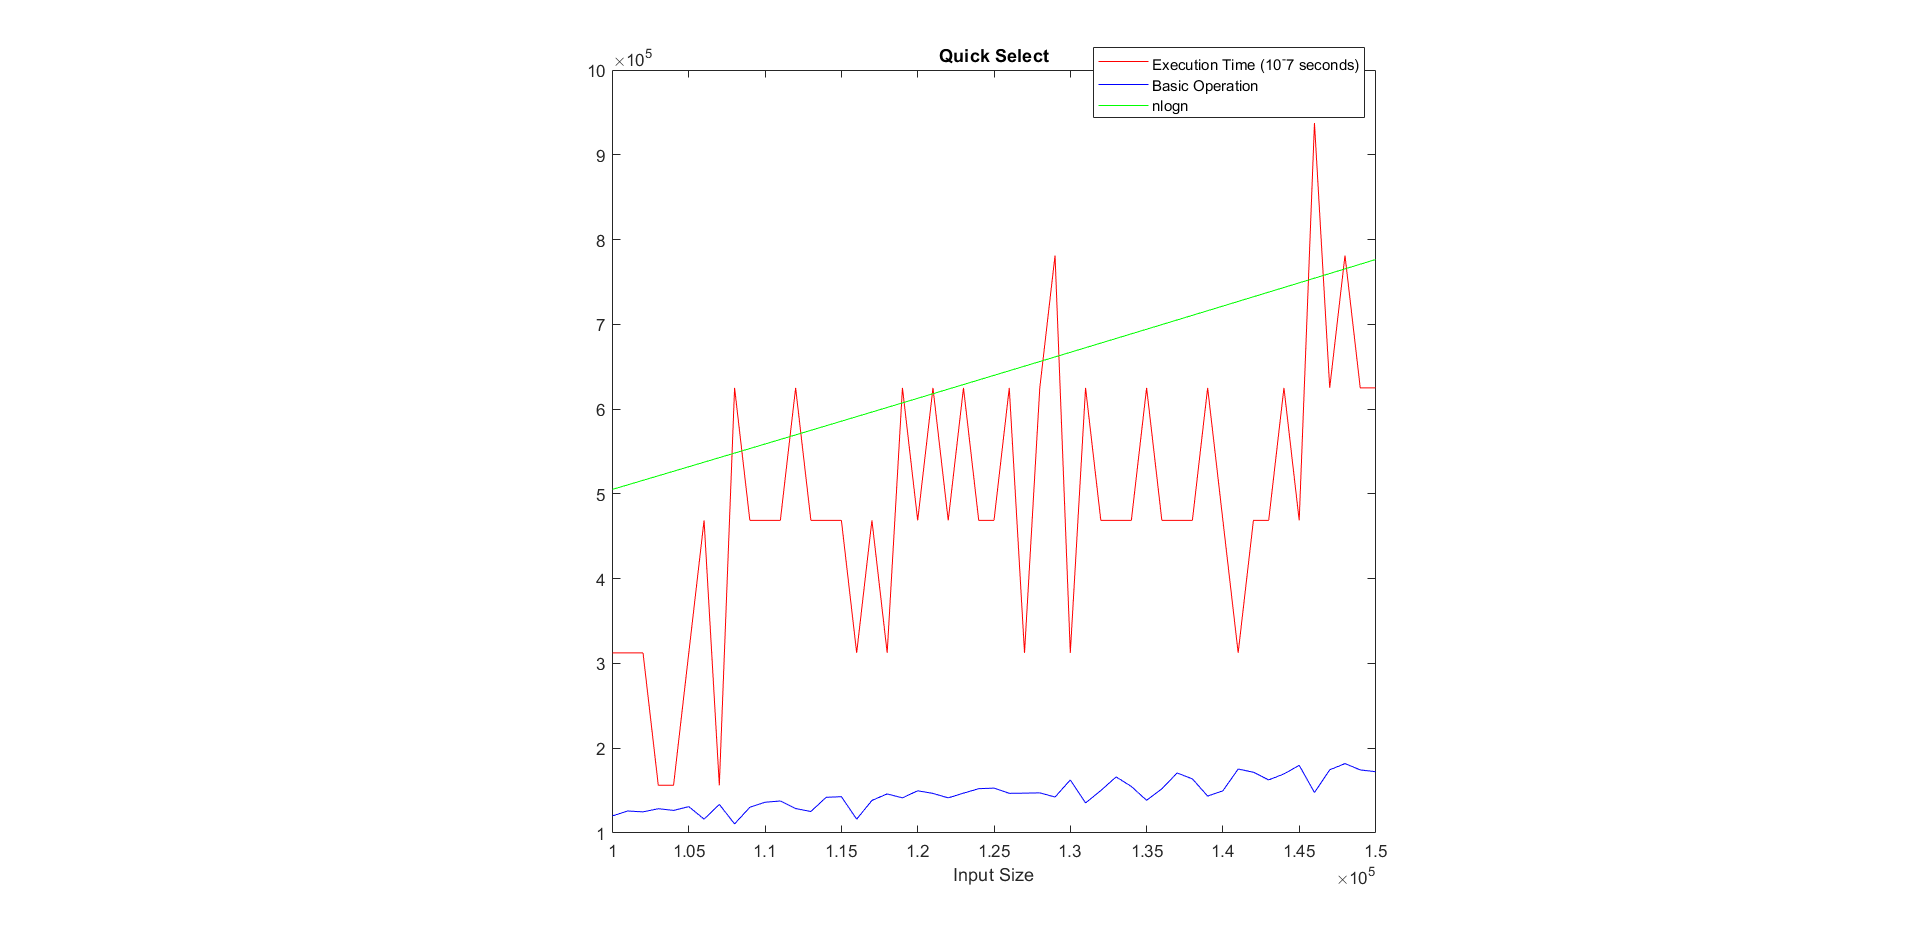 Quick Select
×10^5
Execution Time (10^-7 seconds)
Basic Operation
nlogn
10
9
8
7
6
5
4
3
2
1
1 1.05 1.1 1.15 1.2 1.25 1.3 1.35 1.4 1.45 1.5
Input Size
×10^5